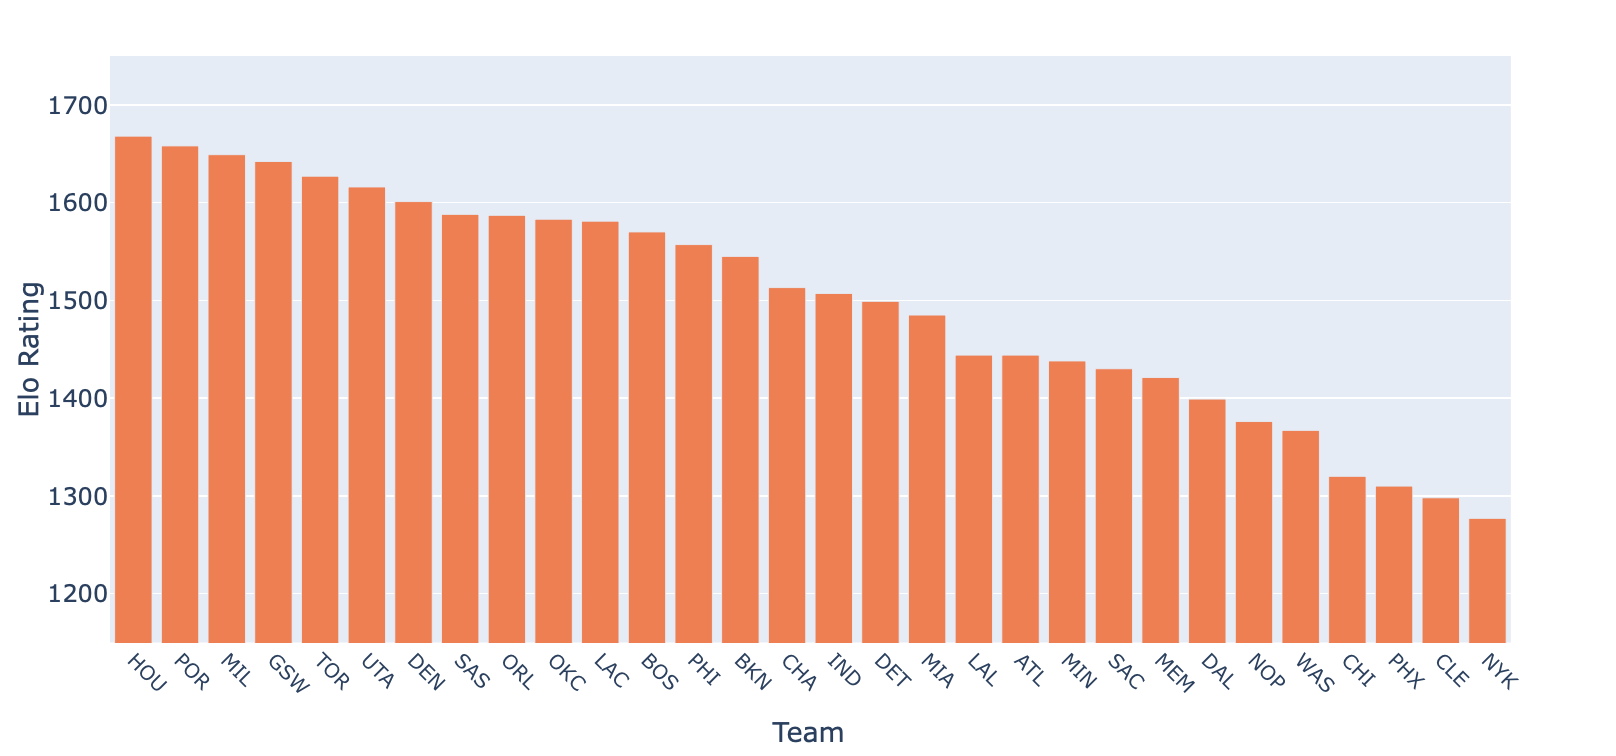 1700
1600
1500
1400
1300
1200
Elo Rating
HOU POR MIL GSW TOR UTA DEN SAS ORL OKC LAC BOS PHI BKN CHA IND DET MIA LAL ATL MIN SAC MEM DAL NOP WAS CHI PHX CLE NYK
Team